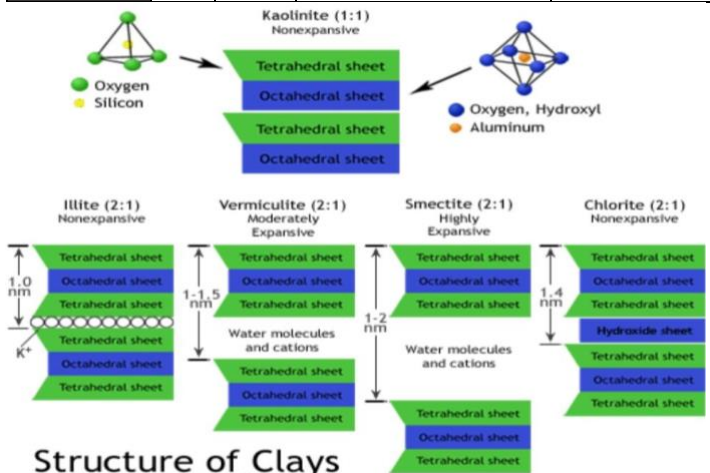 Kaolinite (1:1)
Nonexpansive
Tetrahedral sheet
Octahedral sheet
Tetrahedral sheet
Octahedral sheet
Oxygen
Silicon
Oxygen, Hydroxyl
Aluminum
Illite (2:1)
Nonexpansive
Tetrahedral sheet
Octahedral sheet
Tetrahedral sheet
1.0
nm
K+
Tetrahedral sheet
Octahedral sheet
Tetrahedral sheet
Vermiculite (2:1)
Moderately
Expansive
Tetrahedral sheet
Octahedral sheet
Tetrahedral sheet
1-1.5
nm
Water molecules
and cations
Tetrahedral sheet
Octahedral sheet
Tetrahedral sheet
Smectite (2:1)
Highly
Expansive
Tetrahedral sheet
Octahedral sheet
Tetrahedral sheet
1-2
nm
Water molecules
and cations
Tetrahedral sheet
Octahedral sheet
Tetrahedral sheet
Chlorite (2:1)
Nonexpansive
Tetrahedral sheet
Octahedral sheet
Tetrahedral sheet
1.4
nm
Hydroxide sheet
Tetrahedral sheet
Octahedral sheet
Tetrahedral sheet
Structure of Clays